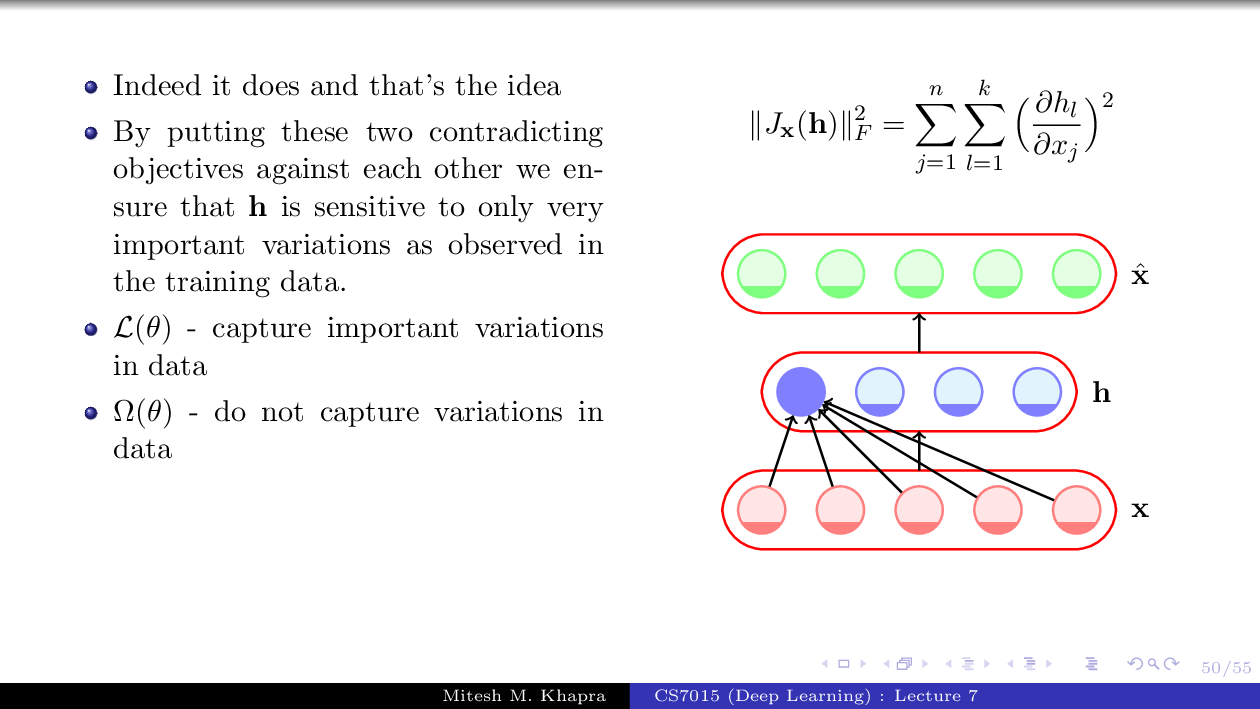 Indeed it does and that's the idea
By putting these two contradicting
objectives against each other we en-
sure that h is sensitive to only very
important variations as observed in
the training data.
ℒ(θ) - capture important variations
in data
Ω(θ) - do not capture variations in
data
‖J_x(h)‖²_F = ∑_{j=1}^{n} ∑_{l=1}^{k} (∂h_l/∂x_j)²
x̂
h
x
50/55
Mitesh M. Khapra
CS7015 (Deep Learning) : Lecture 7